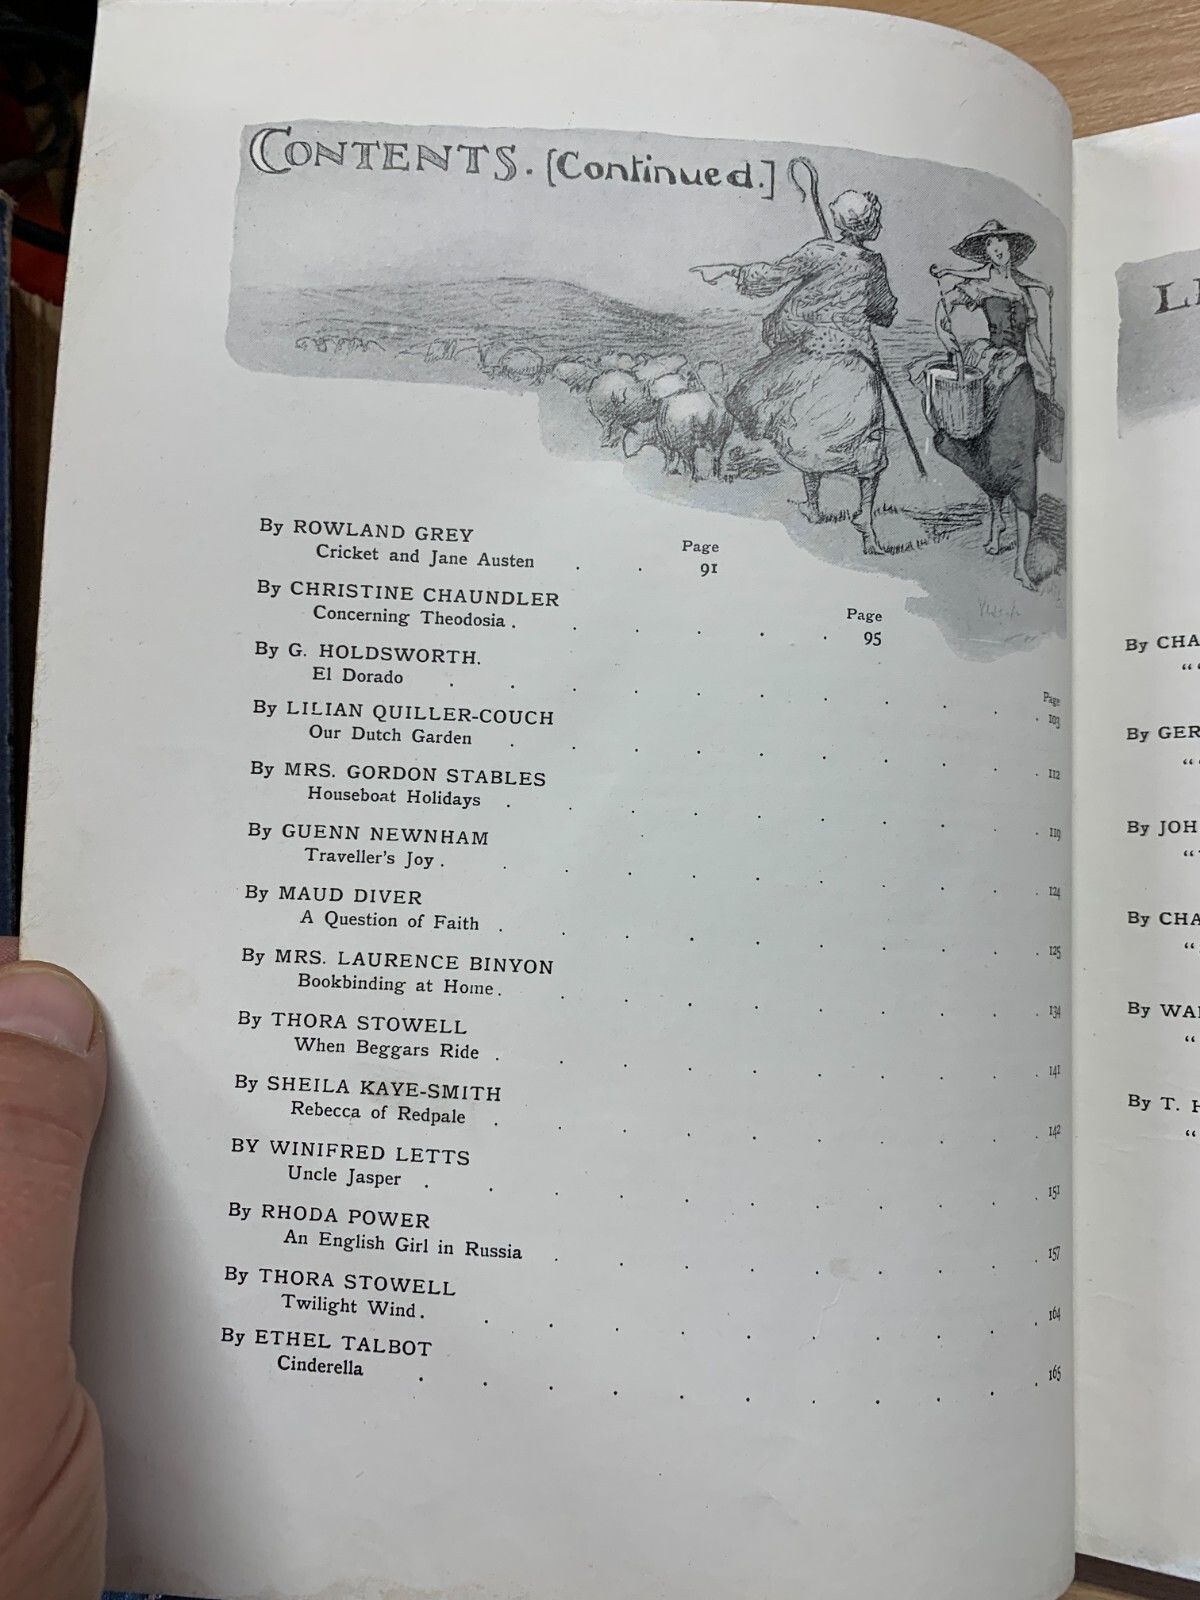 CONTENTS. [Continued.]
By ROWLAND GREY
Page
Cricket and Jane Austen . . 91
By CHRISTINE CHAUNDLER
Page
Concerning Theodosia . . . . . . 95
By G. HOLDSWORTH.
Page
El Dorado . . . . . . . . . . . 103
By LILIAN QUILLER-COUCH
Our Dutch Garden . . . . . . . . . . 112
By MRS. GORDON STABLES
Houseboat Holidays . . . . . . . . . . 119
By GUENN NEWNHAM
Traveller's Joy . . . . . . . . . . . 124
By MAUD DIVER
A Question of Faith . . . . . . . . . . 125
By MRS. LAURENCE BINYON
Bookbinding at Home . . . . . . . . . . 134
By THORA STOWELL
When Beggars Ride . . . . . . . . . . 141
By SHEILA KAYE-SMITH
Rebecca of Redpale . . . . . . . . . . 142
BY WINIFRED LETTS
Uncle Jasper . . . . . . . . . . . 151
By RHODA POWER
An English Girl in Russia . . . . . . . . . 157
By THORA STOWELL
Twilight Wind . . . . . . . . . . . 164
By ETHEL TALBOT
Cinderella . . . . . . . . . . . 165
By CHA
“
By GER
“
By JOH
“
By CHA
“
By WAL
“
By T. H
“